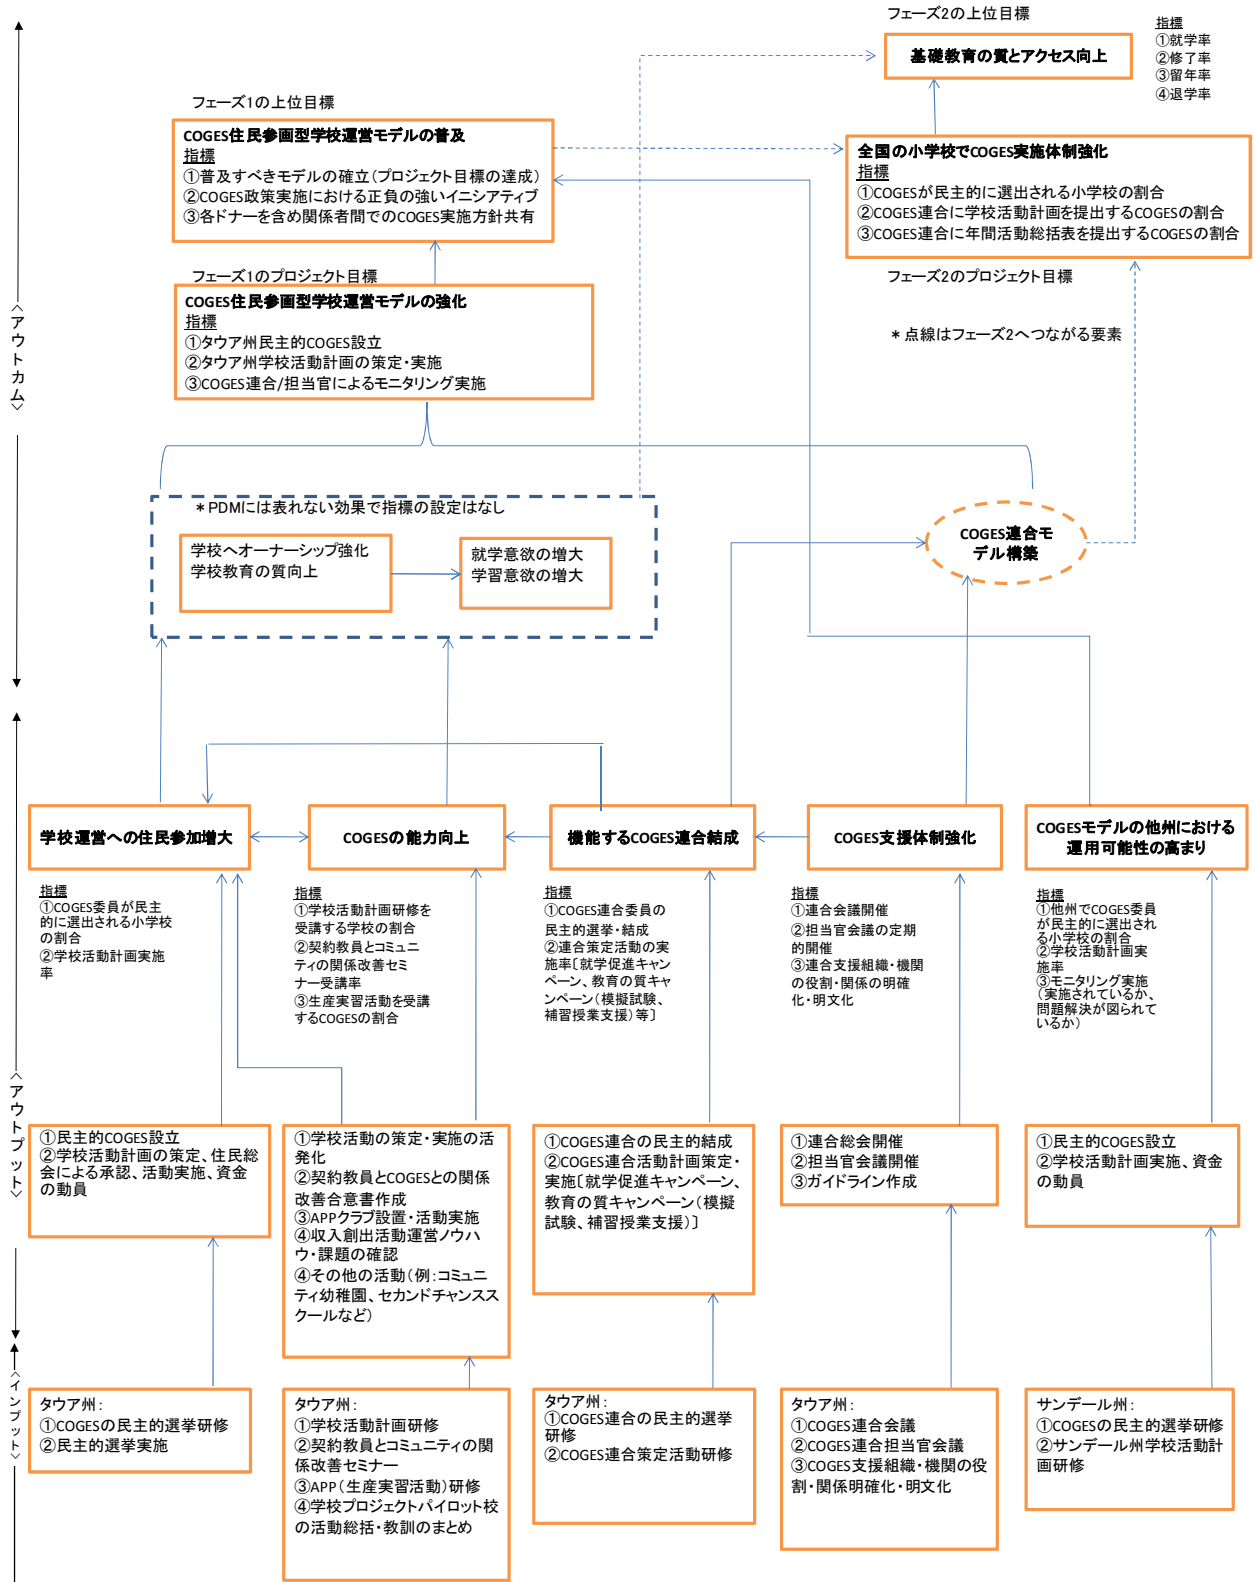 フェーズ2の上位目標
基礎教育の質とアクセス向上
指標
①就学率
②修了率
③留年率
④退学率
フェーズ1の上位目標
COGES住民参画型学校運営モデルの普及
指標
①普及すべきモデルの確立(プロジェクト目標の達成)
②COGES政策実施における正負の強いイニシアティブ
③各ドナーを含め関係者間でのCOGES実施方針共有
全国の小学校でCOGES実施体制強化
指標
①COGESが民主的に選出される小学校の割合
②COGES連合に学校活動計画を提出するCOGESの割合
③COGES連合に年間活動総括表を提出するCOGESの割合
フェーズ1のプロジェクト目標
COGES住民参画型学校運営モデルの強化
指標
①タウア州民主的COGES設立
②タウア州学校活動計画の策定・実施
③COGES連合/担当官によるモニタリング実施
フェーズ2のプロジェクト目標
*点線はフェーズ2へつながる要素
<アウトカム>
*PDMには表れない効果で指標の設定はなし
学校へオーナーシップ強化
学校教育の質向上
就学意欲の増大
学習意欲の増大
COGES連合モ
デル構築
<アウトプット>
学校運営への住民参加増大
COGESの能力向上
機能するCOGES連合結成
COGES支援体制強化
COGESモデルの他州における
運用可能性の高まり
指標
①COGES委員が民主
的に選出される小学校
の割合
②学校活動計画実施
率
指標
①学校活動計画研修を
受講する学校の割合
②契約教員とコミュニ
ティの関係改善セミ
ナー受講率
③生産実習活動を受講
するCOGESの割合
指標
①COGES連合委員の
民主的選挙・結成
②連合策定活動の実
施率〔就学促進キャン
ペーン、教育の質キャ
ンペーン(模擬試験、
補習授業支援)等〕
指標
①連合会議開催
②担当官会議の定期
的開催
③連合支援組織・機関
の役割・関係の明確
化・明文化
指標
①他州でCOGES委員
が民主的に選出され
る小学校の割合
②学校活動計画実
施率
③モニタリング実施
(実施されているか、
問題解決が図られて
いるか)
①民主的COGES設立
②学校活動計画の策定、住民総
会による承認、活動実施、資金
の動員
①学校活動の策定・実施の活
発化
②契約教員とCOGESとの関係
改善合意書作成
③APPクラブ設置・活動実施
④収入創出活動運営ノウハ
ウ・課題の確認
④その他の活動(例:コミュニ
ティ幼稚園、セカンドチャンスス
クールなど)
①COGES連合の民主的結成
②COGES連合活動計画策定・
実施〔就学促進キャンペーン、
教育の質キャンペーン(模擬
試験、補習授業支援)〕
①連合総会開催
②担当官会議開催
③ガイドライン作成
①民主的COGES設立
②学校活動計画実施、資金
の動員
<インプット>
タウア州:
①COGESの民主的選挙研修
②民主的選挙実施
タウア州:
①学校活動計画研修
②契約教員とコミュニティの関
係改善セミナー
③APP(生産実習活動)研修
④学校プロジェクトパイロット校
の活動総括・教訓のまとめ
タウア州:
①COGES連合の民主的選挙
研修
②COGES連合策定活動研修
タウア州:
①COGES連合会議
②COGES連合担当官会議
③COGES支援組織・機関の役
割・関係明確化・明文化
サンデール州:
①COGESの民主的選挙研修
②サンデール州学校活動計
画研修